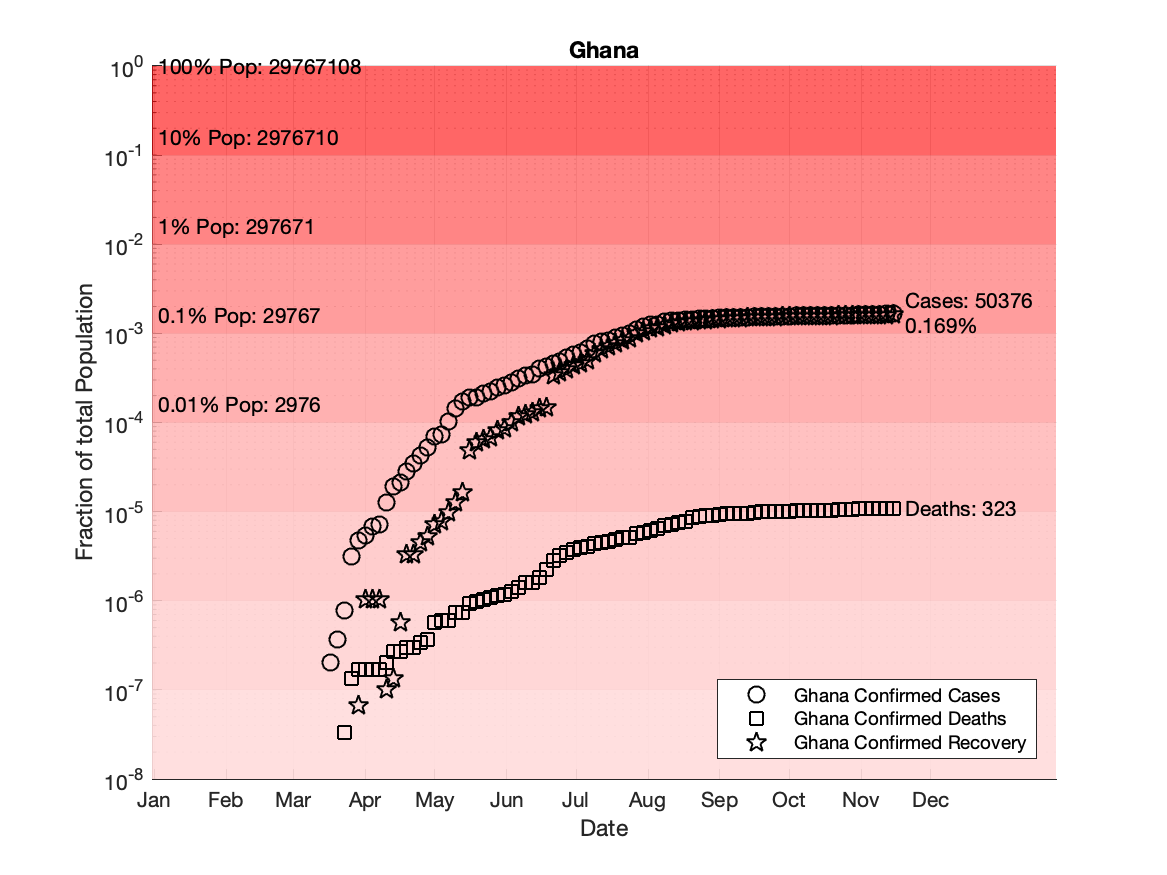 Ghana
10^0
100% Pop: 29767108
10% Pop: 2976710
10^-1
1% Pop: 297671
10^-2
Cases: 50376
0.1% Pop: 29767
0.169%
10^-3
0.01% Pop: 2976
10^-4
Fraction of total Population
10^-5
Deaths: 323
10^-6
10^-7
Ghana Confirmed Cases
Ghana Confirmed Deaths
Ghana Confirmed Recovery
10^-8
Jan Feb Mar Apr May Jun Jul Aug Sep Oct Nov Dec
Date